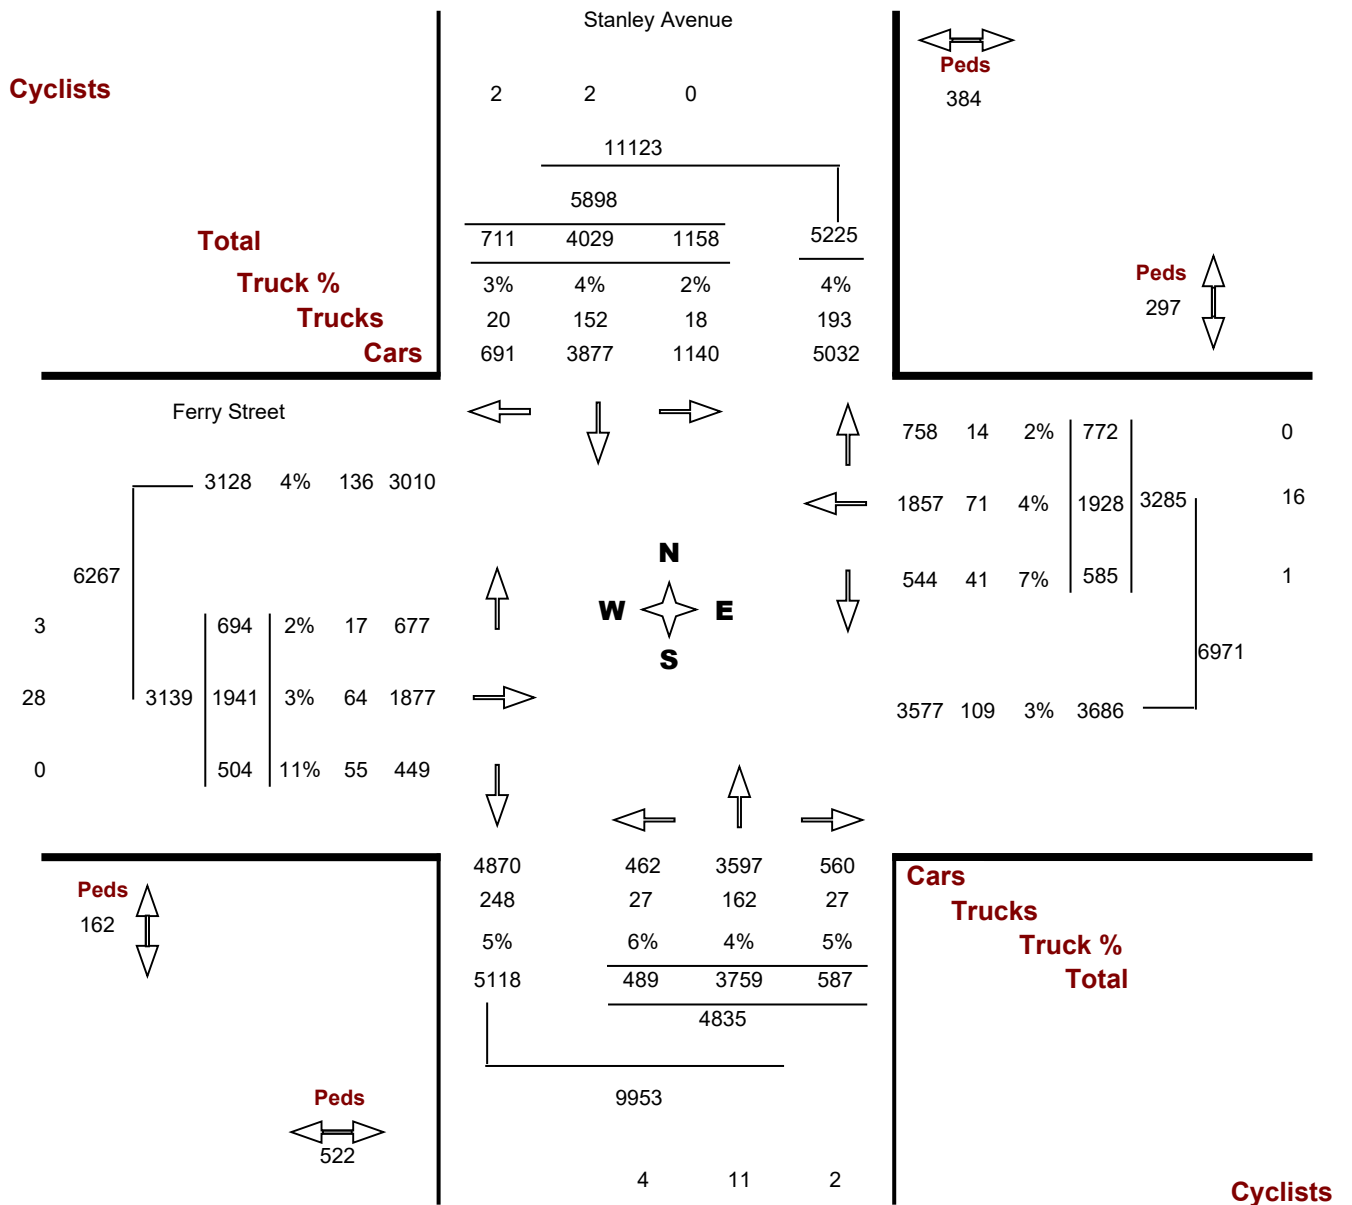 Stanley Avenue
Peds
384
Cyclists
2 2 0
11123
5898
Total 711 4029 1158 5225
Truck % 3% 4% 2% 4%
Trucks 20 152 18 193
Cars 691 3877 1140 5032
Peds
297
Ferry Street
758 14 2% 772 0
3128 4% 136 3010
1857 71 4% 1928 3285 16
N
6267
544 41 7% 585 1
W E
3 694 2% 17 677
S
6971
28 3139 1941 3% 64 1877
3577 109 3% 3686
0 504 11% 55 449
4870 462 3597 560 Cars
248 27 162 27 Trucks
5% 6% 4% 5% Truck %
5118 489 3759 587 Total
4835
Peds
162
9953
Peds
522
4 11 2
Cyclists